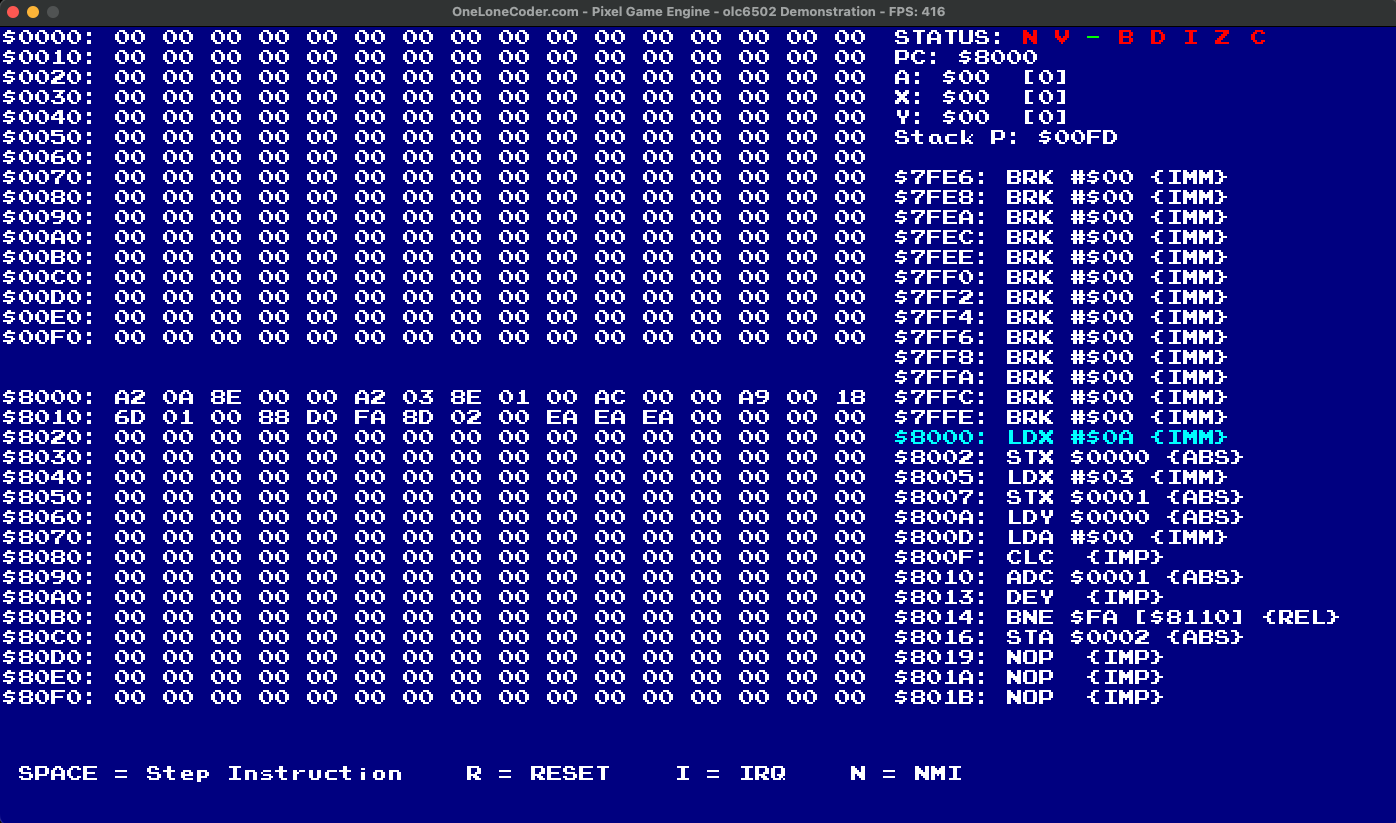 OneLoneCoder.com - Pixel Game Engine - olc6502 Demonstration - FPS: 416
$0000: 00 00 00 00 00 00 00 00 00 00 00 00 00 00 00 00
$0010: 00 00 00 00 00 00 00 00 00 00 00 00 00 00 00 00
$0020: 00 00 00 00 00 00 00 00 00 00 00 00 00 00 00 00
$0030: 00 00 00 00 00 00 00 00 00 00 00 00 00 00 00 00
$0040: 00 00 00 00 00 00 00 00 00 00 00 00 00 00 00 00
$0050: 00 00 00 00 00 00 00 00 00 00 00 00 00 00 00 00
$0060: 00 00 00 00 00 00 00 00 00 00 00 00 00 00 00 00
$0070: 00 00 00 00 00 00 00 00 00 00 00 00 00 00 00 00
$0080: 00 00 00 00 00 00 00 00 00 00 00 00 00 00 00 00
$0090: 00 00 00 00 00 00 00 00 00 00 00 00 00 00 00 00
$00A0: 00 00 00 00 00 00 00 00 00 00 00 00 00 00 00 00
$00B0: 00 00 00 00 00 00 00 00 00 00 00 00 00 00 00 00
$00C0: 00 00 00 00 00 00 00 00 00 00 00 00 00 00 00 00
$00D0: 00 00 00 00 00 00 00 00 00 00 00 00 00 00 00 00
$00E0: 00 00 00 00 00 00 00 00 00 00 00 00 00 00 00 00
$00F0: 00 00 00 00 00 00 00 00 00 00 00 00 00 00 00 00
$8000: A2 0A 8E 00 00 A2 03 8E 01 00 AC 00 00 A9 00 18
$8010: 6D 01 00 88 D0 FA 8D 02 00 EA EA EA 00 00 00 00
$8020: 00 00 00 00 00 00 00 00 00 00 00 00 00 00 00 00
$8030: 00 00 00 00 00 00 00 00 00 00 00 00 00 00 00 00
$8040: 00 00 00 00 00 00 00 00 00 00 00 00 00 00 00 00
$8050: 00 00 00 00 00 00 00 00 00 00 00 00 00 00 00 00
$8060: 00 00 00 00 00 00 00 00 00 00 00 00 00 00 00 00
$8070: 00 00 00 00 00 00 00 00 00 00 00 00 00 00 00 00
$8080: 00 00 00 00 00 00 00 00 00 00 00 00 00 00 00 00
$8090: 00 00 00 00 00 00 00 00 00 00 00 00 00 00 00 00
$80A0: 00 00 00 00 00 00 00 00 00 00 00 00 00 00 00 00
$80B0: 00 00 00 00 00 00 00 00 00 00 00 00 00 00 00 00
$80C0: 00 00 00 00 00 00 00 00 00 00 00 00 00 00 00 00
$80D0: 00 00 00 00 00 00 00 00 00 00 00 00 00 00 00 00
$80E0: 00 00 00 00 00 00 00 00 00 00 00 00 00 00 00 00
$80F0: 00 00 00 00 00 00 00 00 00 00 00 00 00 00 00 00
STATUS: N V - B D I Z C
PC: $8000
A: $00 [0]
X: $00 [0]
Y: $00 [0]
Stack P: $00FD
$7FE6: BRK #$00 {IMM}
$7FE8: BRK #$00 {IMM}
$7FEA: BRK #$00 {IMM}
$7FEC: BRK #$00 {IMM}
$7FEE: BRK #$00 {IMM}
$7FF0: BRK #$00 {IMM}
$7FF2: BRK #$00 {IMM}
$7FF4: BRK #$00 {IMM}
$7FF6: BRK #$00 {IMM}
$7FF8: BRK #$00 {IMM}
$7FFA: BRK #$00 {IMM}
$7FFC: BRK #$00 {IMM}
$7FFE: BRK #$00 {IMM}
$8000: LDX #$0A {IMM}
$8002: STX $0000 {ABS}
$8005: LDX #$03 {IMM}
$8007: STX $0001 {ABS}
$800A: LDY $0000 {ABS}
$800D: LDA #$00 {IMM}
$800F: CLC {IMP}
$8010: ADC $0001 {ABS}
$8013: DEY {IMP}
$8014: BNE $FA [$8110] {REL}
$8016: STA $0002 {ABS}
$8019: NOP {IMP}
$801A: NOP {IMP}
$801B: NOP {IMP}
SPACE = Step Instruction R = RESET I = IRQ N = NMI